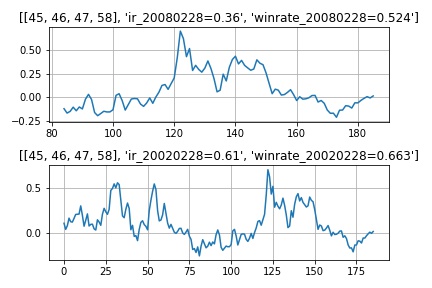 [[45, 46, 47, 58], 'ir_20080228=0.36', 'winrate_20080228=0.524']
0.50
0.25
0.00
−0.25
80 100 120 140 160 180
[[45, 46, 47, 58], 'ir_20020228=0.61', 'winrate_20020228=0.663']
0.5
0.0
0 25 50 75 100 125 150 175